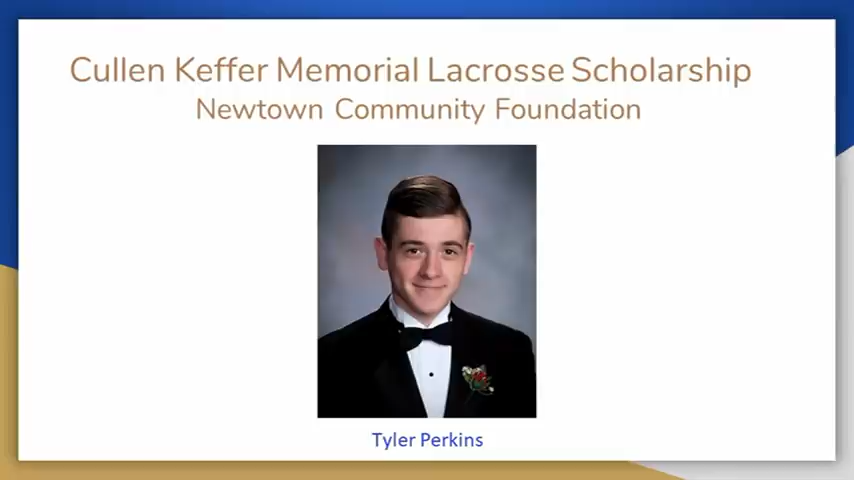 Cullen Keffer Memorial Lacrosse Scholarship
Newtown Community Foundation
Tyler Perkins